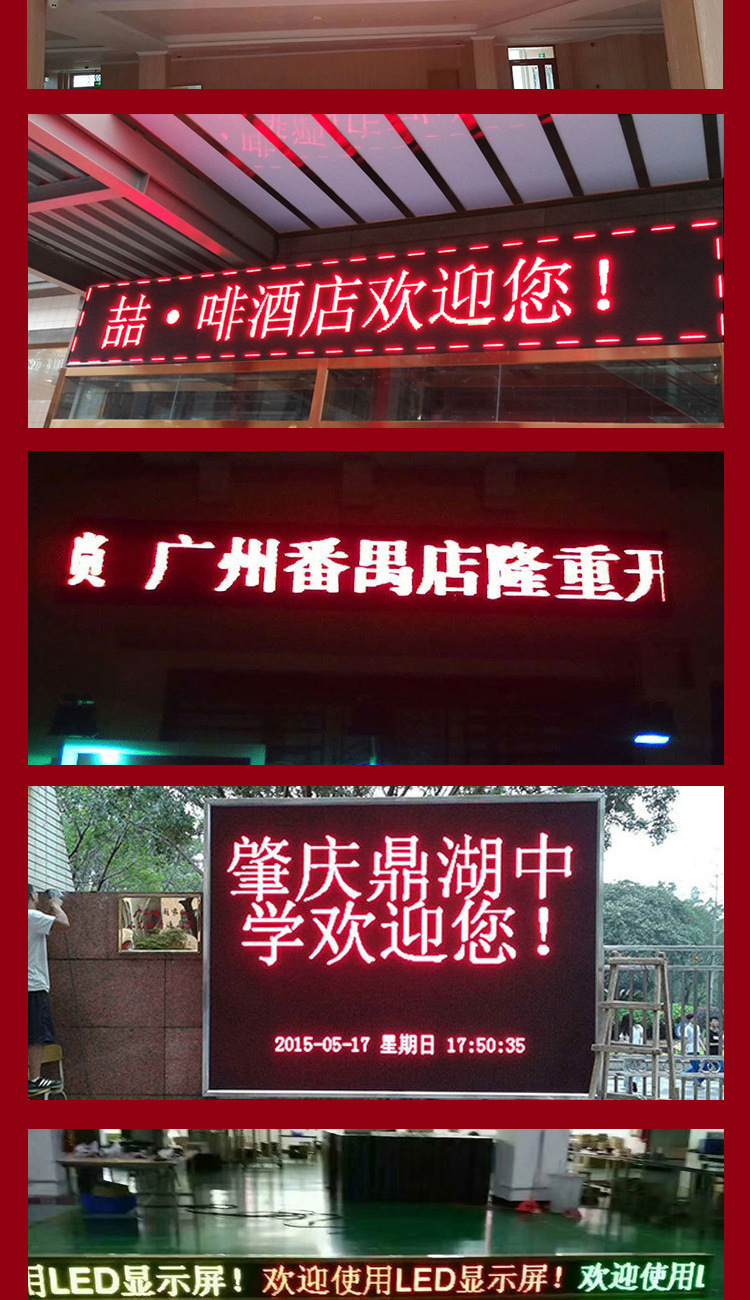 喆·啡酒店欢迎您！
广州番禺店隆重开
肇庆鼎湖中
学欢迎您！
2015-05-17 星期日 17:50:35
用LED显示屏！欢迎使用LED显示屏！欢迎使用L